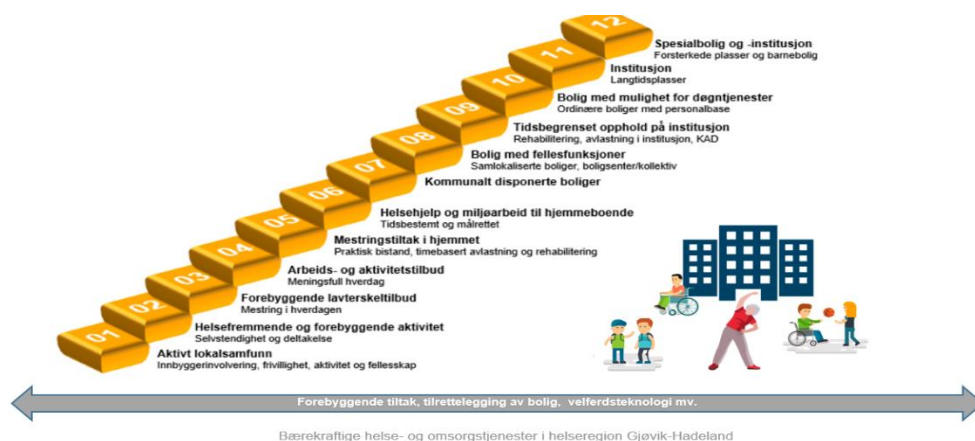 12
Spesialbolig og -institusjon
Forsterkede plasser og barnebolig
11
Institusjon
Langtidsplasser
10
Bolig med mulighet for døgntjenester
Ordinære boliger med personalbase
09
Tidsbegrenset opphold på institusjon
Rehabilitering, avlastning i institusjon, KAD
08
Bolig med fellesfunksjoner
Samlokaliserte boliger, boligsenter/kollektiv
07
Kommunalt disponerte boliger
06
Helsehjelp og miljøarbeid til hjemmeboende
Tidsbestemt og målrettet
05
Mestringstiltak i hjemmet
Praktisk bistand, timebasert avlastning og rehabilitering
04
Arbeids- og aktivitetstilbud
Meningsfull hverdag
03
Forebyggende lavterskeltilbud
Mestring i hverdagen
02
Helsefremmende og forebyggende aktivitet
Selvstendighet og deltakelse
01
Aktivt lokalsamfunn
Innbyggerinvolvering, frivillighet, aktivitet og fellesskap
Forebyggende tiltak, tilrettelegging av bolig, velferdsteknologi mv.
Bærekraftige helse- og omsorgstjenester i helseregion Gjøvik-Hadeland